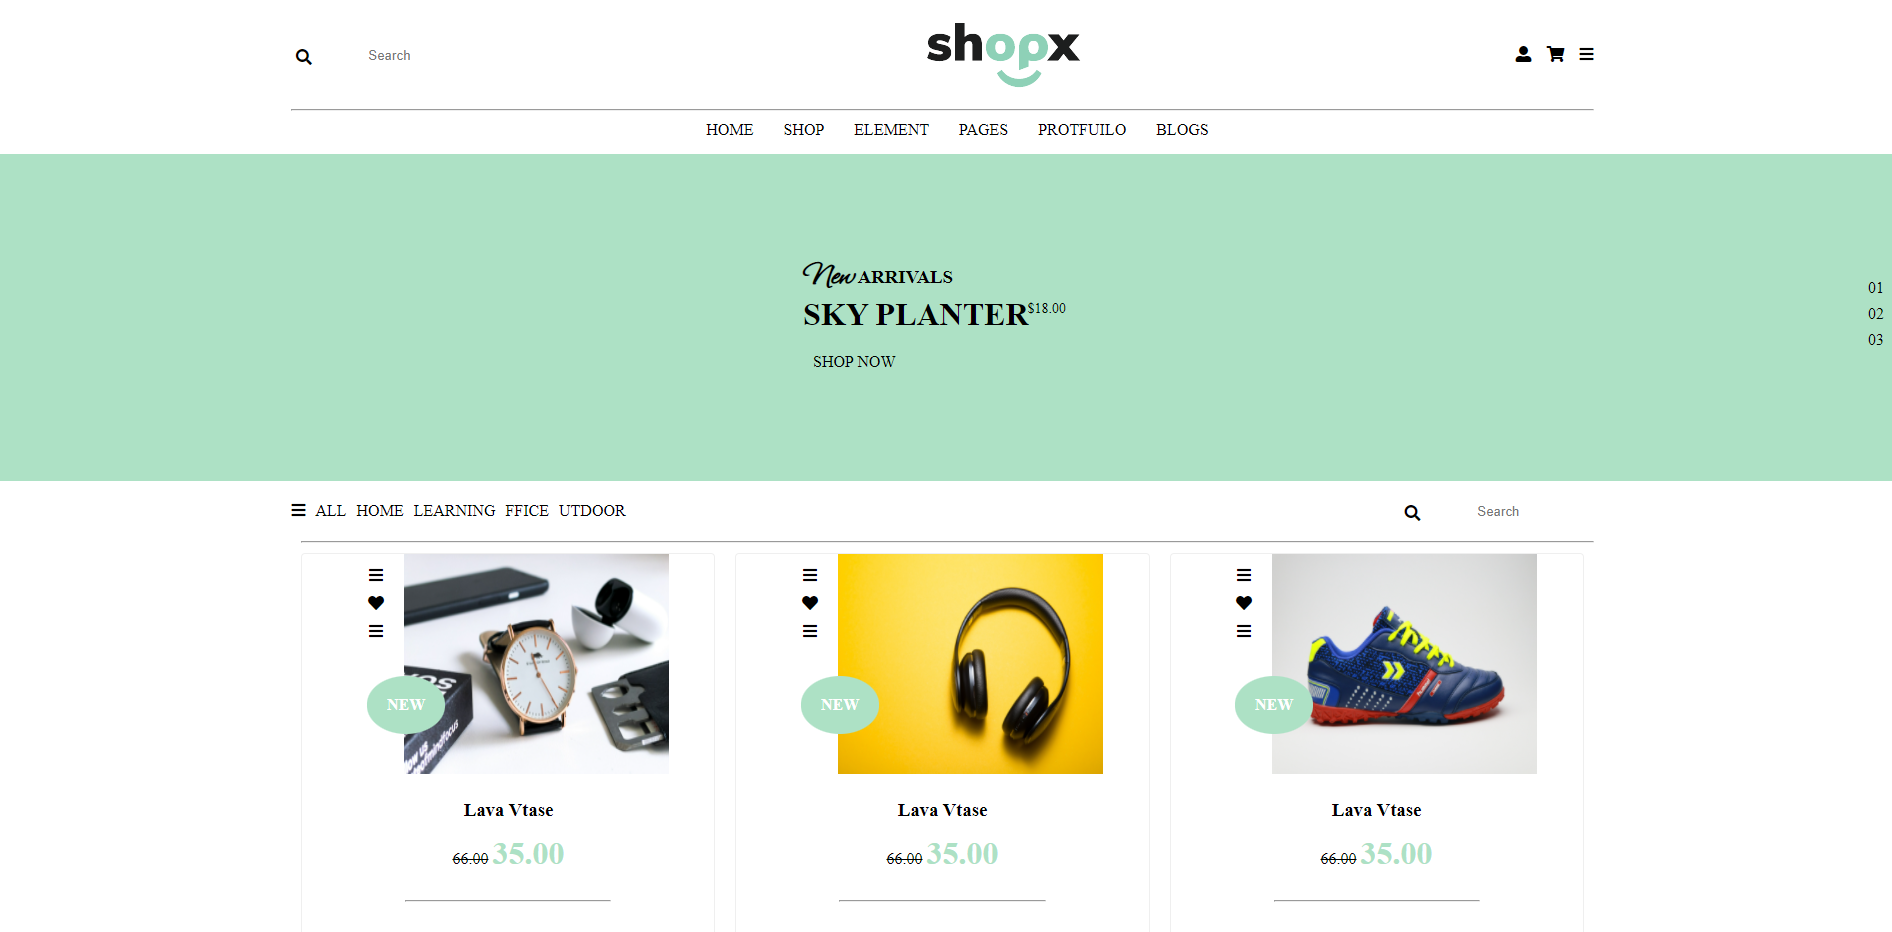 Search
shopx
HOME SHOP ELEMENT PAGES PROTFUILO BLOGS
New ARRIVALS
SKY PLANTER $18.00
SHOP NOW
01
02
03
ALL HOME LEARNING FFICE UTDOOR
Search
NEW
NEW
NEW
Lava Vtase
Lava Vtase
Lava Vtase
66.00 35.00
66.00 35.00
66.00 35.00